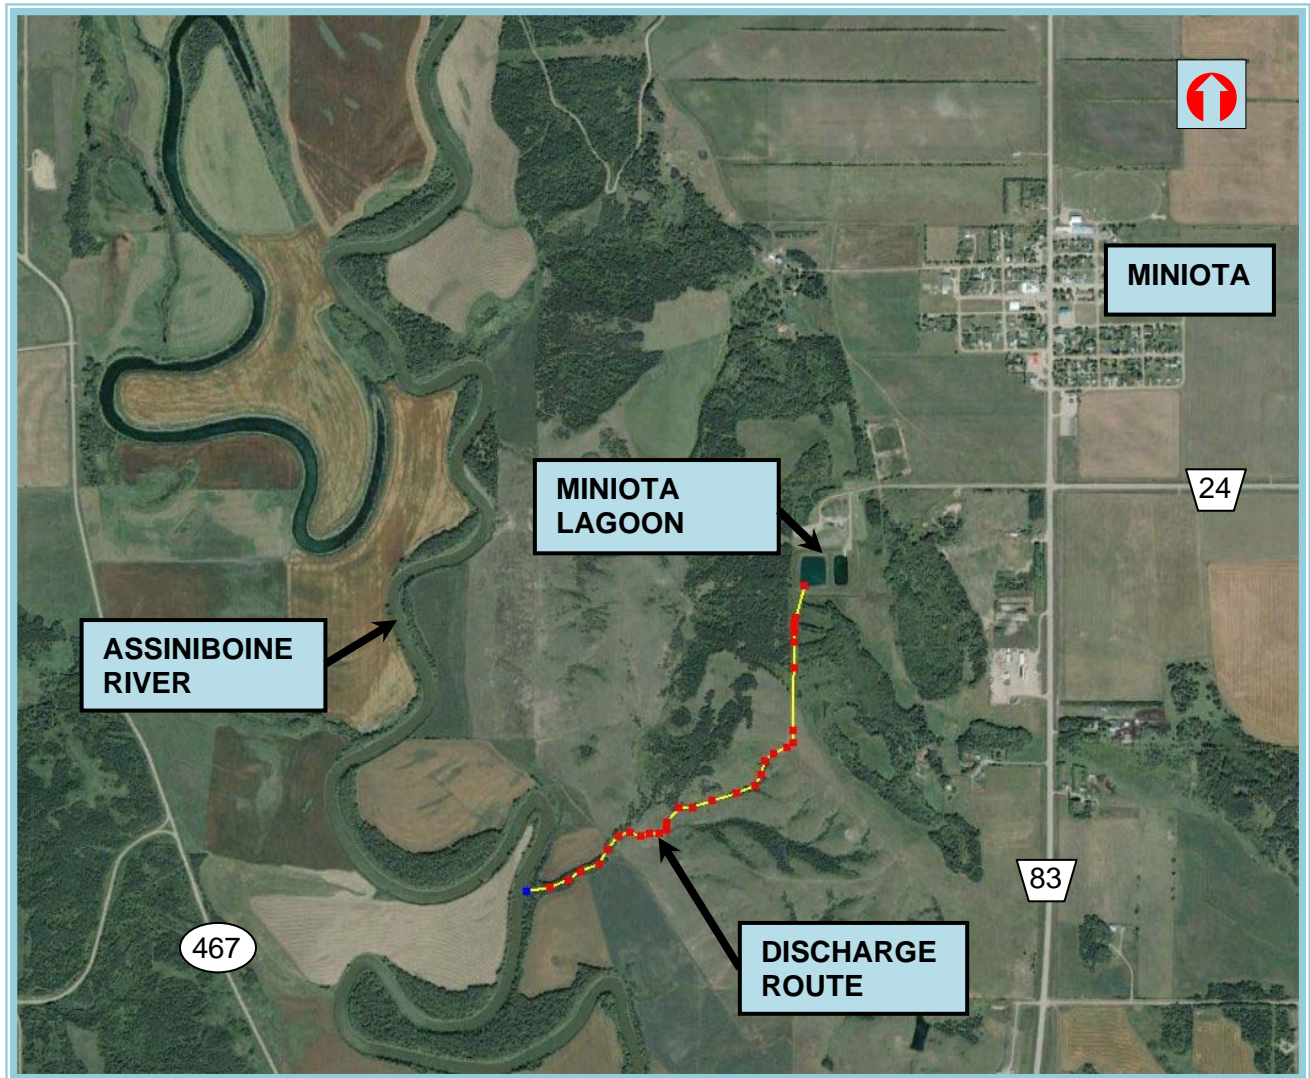 MINIOTA
MINIOTA
LAGOON
24
ASSINIBOINE
RIVER
83
467
DISCHARGE
ROUTE